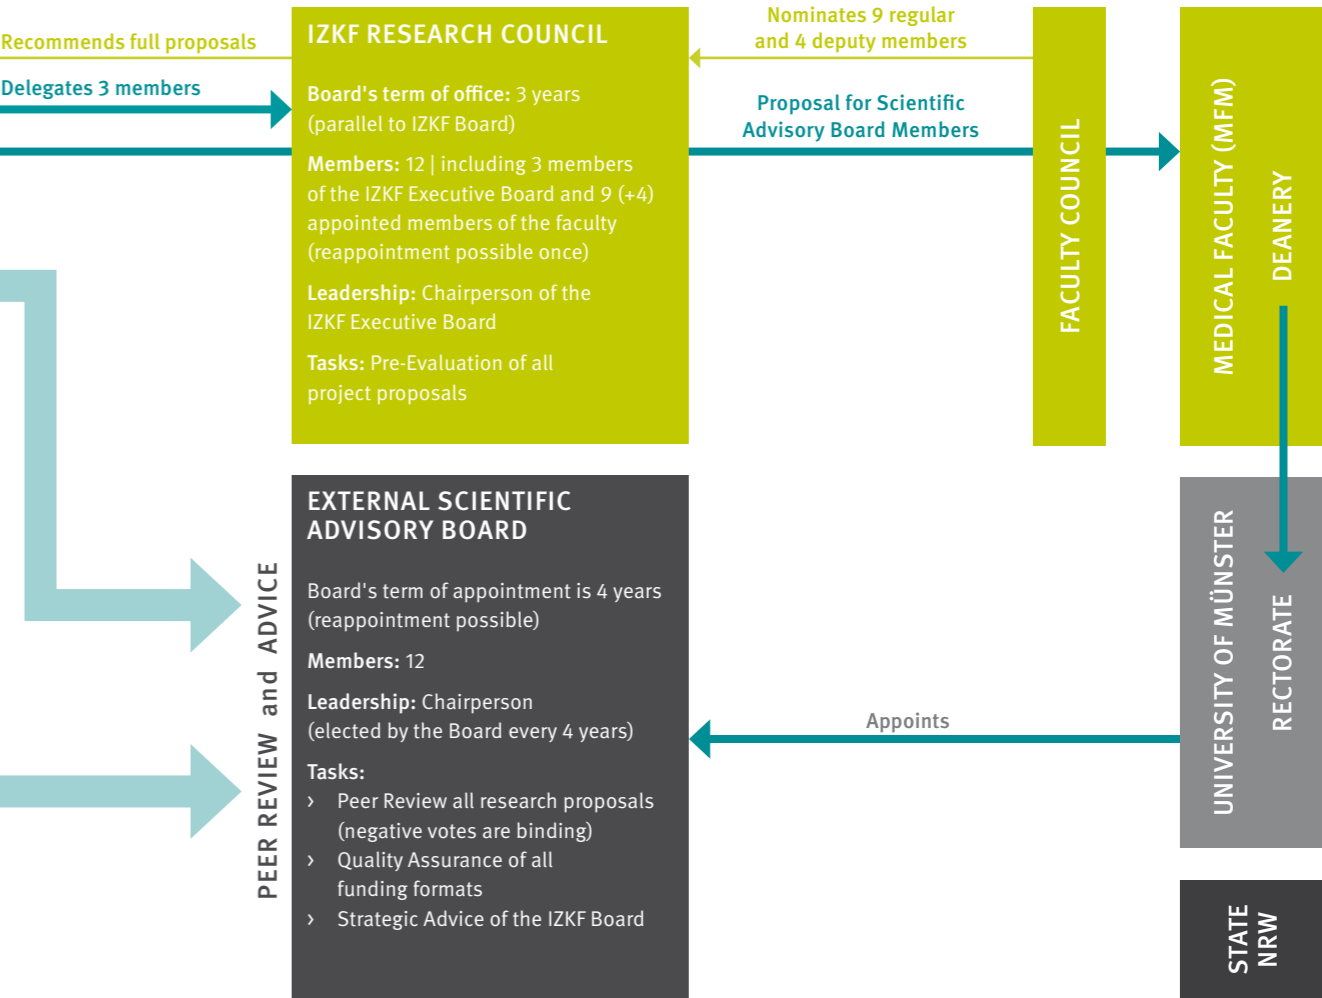 Recommends full proposals
Delegates 3 members
IZKF RESEARCH COUNCIL
Board's term of office: 3 years
(parallel to IZKF Board)
Members: 12 | including 3 members
of the IZKF Executive Board and 9 (+4)
appointed members of the faculty
(reappointment possible once)
Leadership: Chairperson of the
IZKF Executive Board
Tasks: Pre-Evaluation of all
project proposals
Nominates 9 regular
and 4 deputy members
Proposal for Scientific
Advisory Board Members
FACULTY COUNCIL
MEDICAL FACULTY (MFM)
DEANERY
PEER REVIEW and ADVICE
EXTERNAL SCIENTIFIC
ADVISORY BOARD
Board's term of appointment is 4 years
(reappointment possible)
Members: 12
Leadership: Chairperson
(elected by the Board every 4 years)
Tasks:
› Peer Review all research proposals
(negative votes are binding)
› Quality Assurance of all
funding formats
› Strategic Advice of the IZKF Board
Appoints
UNIVERSITY OF MÜNSTER
RECTORATE
STATE
NRW